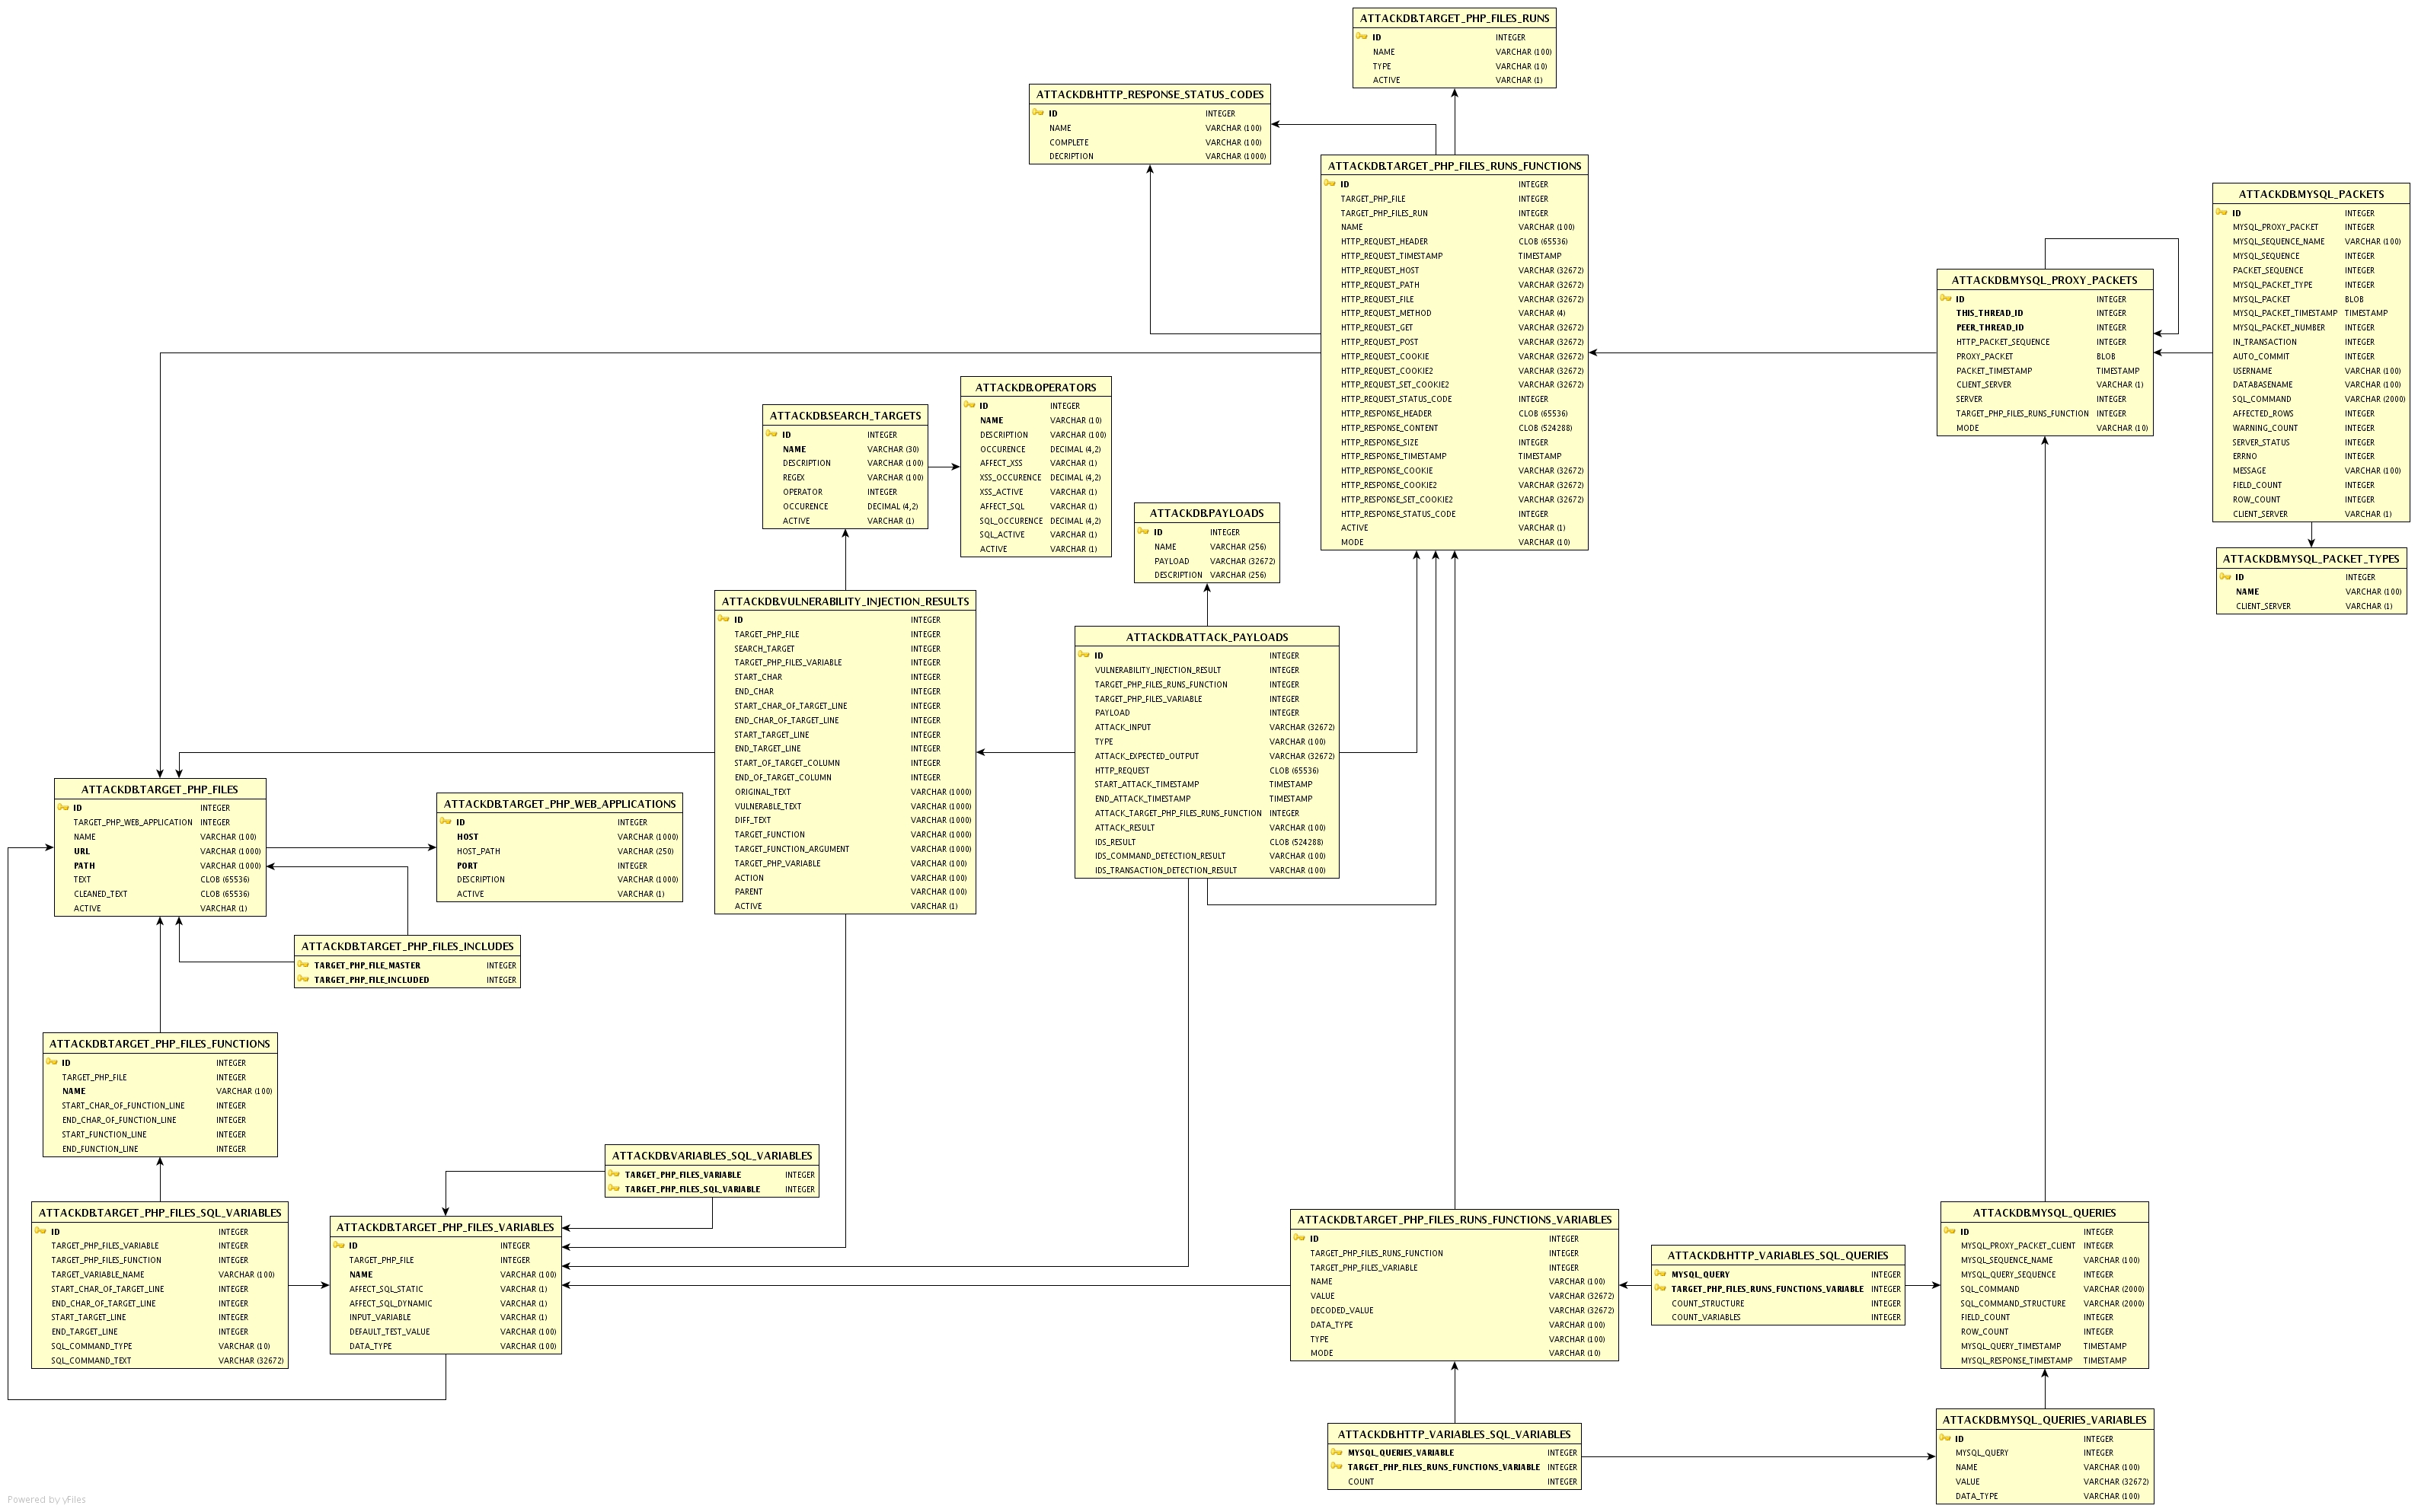 ATTACKDB.TARGET_PHP_FILES_RUNS
ID INTEGER
NAME VARCHAR (100)
TYPE VARCHAR (10)
ACTIVE VARCHAR (1)
ATTACKDB.HTTP_RESPONSE_STATUS_CODES
ID INTEGER
NAME VARCHAR (100)
COMPLETE VARCHAR (100)
DECRIPTION VARCHAR (1000)
ATTACKDB.TARGET_PHP_FILES_RUNS_FUNCTIONS
ID INTEGER
TARGET_PHP_FILE INTEGER
TARGET_PHP_FILES_RUN INTEGER
NAME VARCHAR (100)
HTTP_REQUEST_HEADER CLOB (65536)
HTTP_REQUEST_TIMESTAMP TIMESTAMP
HTTP_REQUEST_HOST VARCHAR (32672)
HTTP_REQUEST_PATH VARCHAR (32672)
HTTP_REQUEST_FILE VARCHAR (32672)
HTTP_REQUEST_METHOD VARCHAR (4)
HTTP_REQUEST_GET VARCHAR (32672)
HTTP_REQUEST_POST VARCHAR (32672)
HTTP_REQUEST_COOKIE VARCHAR (32672)
HTTP_REQUEST_COOKIE2 VARCHAR (32672)
HTTP_REQUEST_SET_COOKIE2 VARCHAR (32672)
HTTP_REQUEST_STATUS_CODE INTEGER
HTTP_RESPONSE_HEADER CLOB (65536)
HTTP_RESPONSE_CONTENT CLOB (524288)
HTTP_RESPONSE_SIZE INTEGER
HTTP_RESPONSE_TIMESTAMP TIMESTAMP
HTTP_RESPONSE_COOKIE VARCHAR (32672)
HTTP_RESPONSE_COOKIE2 VARCHAR (32672)
HTTP_RESPONSE_SET_COOKIE2 VARCHAR (32672)
HTTP_RESPONSE_STATUS_CODE INTEGER
ACTIVE VARCHAR (1)
MODE VARCHAR (10)
ATTACKDB.MYSQL_PACKETS
ID INTEGER
MYSQL_PROXY_PACKET INTEGER
MYSQL_SEQUENCE_NAME VARCHAR (100)
MYSQL_SEQUENCE INTEGER
PACKET_SEQUENCE INTEGER
MYSQL_PACKET_TYPE INTEGER
MYSQL_PACKET BLOB
MYSQL_PACKET_TIMESTAMP TIMESTAMP
MYSQL_PACKET_NUMBER INTEGER
IN_TRANSACTION INTEGER
AUTO_COMMIT INTEGER
USERNAME VARCHAR (100)
DATABASENAME VARCHAR (100)
SQL_COMMAND VARCHAR (2000)
AFFECTED_ROWS INTEGER
WARNING_COUNT INTEGER
SERVER_STATUS INTEGER
ERRNO INTEGER
MESSAGE VARCHAR (100)
FIELD_COUNT INTEGER
ROW_COUNT INTEGER
CLIENT_SERVER VARCHAR (1)
ATTACKDB.MYSQL_PROXY_PACKETS
ID INTEGER
THIS_THREAD_ID INTEGER
PEER_THREAD_ID INTEGER
HTTP_PACKET_SEQUENCE INTEGER
PROXY_PACKET BLOB
PACKET_TIMESTAMP TIMESTAMP
CLIENT_SERVER VARCHAR (1)
SERVER INTEGER
TARGET_PHP_FILES_RUNS_FUNCTION INTEGER
MODE VARCHAR (10)
ATTACKDB.OPERATORS
ID INTEGER
NAME VARCHAR (10)
DESCRIPTION VARCHAR (100)
OCCURENCE DECIMAL (4,2)
AFFECT_XSS VARCHAR (1)
XSS_OCCURENCE DECIMAL (4,2)
XSS_ACTIVE VARCHAR (1)
AFFECT_SQL VARCHAR (1)
SQL_OCCURENCE DECIMAL (4,2)
SQL_ACTIVE VARCHAR (1)
ACTIVE VARCHAR (1)
ATTACKDB.SEARCH_TARGETS
ID INTEGER
NAME VARCHAR (30)
DESCRIPTION VARCHAR (100)
REGEX VARCHAR (100)
OPERATOR INTEGER
OCCURENCE DECIMAL (4,2)
ACTIVE VARCHAR (1)
ATTACKDB.PAYLOADS
ID INTEGER
NAME VARCHAR (256)
PAYLOAD VARCHAR (32672)
DESCRIPTION VARCHAR (256)
ATTACKDB.MYSQL_PACKET_TYPES
ID INTEGER
NAME VARCHAR (100)
CLIENT_SERVER VARCHAR (1)
ATTACKDB.VULNERABILITY_INJECTION_RESULTS
ID INTEGER
TARGET_PHP_FILE INTEGER
SEARCH_TARGET INTEGER
TARGET_PHP_FILES_VARIABLE INTEGER
START_CHAR INTEGER
END_CHAR INTEGER
START_CHAR_OF_TARGET_LINE INTEGER
END_CHAR_OF_TARGET_LINE INTEGER
START_TARGET_LINE INTEGER
END_TARGET_LINE INTEGER
START_OF_TARGET_COLUMN INTEGER
END_OF_TARGET_COLUMN INTEGER
ORIGINAL_TEXT VARCHAR (1000)
VULNERABLE_TEXT VARCHAR (1000)
DIFF_TEXT VARCHAR (1000)
TARGET_FUNCTION VARCHAR (1000)
TARGET_FUNCTION_ARGUMENT VARCHAR (1000)
TARGET_PHP_VARIABLE VARCHAR (100)
ACTION VARCHAR (100)
PARENT VARCHAR (100)
ACTIVE VARCHAR (1)
ATTACKDB.ATTACK_PAYLOADS
ID INTEGER
VULNERABILITY_INJECTION_RESULT INTEGER
TARGET_PHP_FILES_RUNS_FUNCTION INTEGER
TARGET_PHP_FILES_VARIABLE INTEGER
PAYLOAD INTEGER
ATTACK_INPUT VARCHAR (32672)
TYPE VARCHAR (100)
ATTACK_EXPECTED_OUTPUT VARCHAR (32672)
HTTP_REQUEST CLOB (65536)
START_ATTACK_TIMESTAMP TIMESTAMP
END_ATTACK_TIMESTAMP TIMESTAMP
ATTACK_TARGET_PHP_FILES_RUNS_FUNCTION INTEGER
ATTACK_RESULT VARCHAR (100)
IDS_RESULT CLOB (524288)
IDS_COMMAND_DETECTION_RESULT VARCHAR (100)
IDS_TRANSACTION_DETECTION_RESULT VARCHAR (100)
ATTACKDB.TARGET_PHP_FILES
ID INTEGER
TARGET_PHP_WEB_APPLICATION INTEGER
NAME VARCHAR (100)
URL VARCHAR (1000)
PATH VARCHAR (1000)
TEXT CLOB (65536)
CLEANED_TEXT CLOB (65536)
ACTIVE VARCHAR (1)
ATTACKDB.TARGET_PHP_WEB_APPLICATIONS
ID INTEGER
HOST VARCHAR (1000)
HOST_PATH VARCHAR (250)
PORT INTEGER
DESCRIPTION VARCHAR (1000)
ACTIVE VARCHAR (1)
ATTACKDB.TARGET_PHP_FILES_INCLUDES
TARGET_PHP_FILE_MASTER INTEGER
TARGET_PHP_FILE_INCLUDED INTEGER
ATTACKDB.TARGET_PHP_FILES_FUNCTIONS
ID INTEGER
TARGET_PHP_FILE INTEGER
NAME VARCHAR (100)
START_CHAR_OF_FUNCTION_LINE INTEGER
END_CHAR_OF_FUNCTION_LINE INTEGER
START_FUNCTION_LINE INTEGER
END_FUNCTION_LINE INTEGER
ATTACKDB.VARIABLES_SQL_VARIABLES
TARGET_PHP_FILES_VARIABLE INTEGER
TARGET_PHP_FILES_SQL_VARIABLE INTEGER
ATTACKDB.TARGET_PHP_FILES_SQL_VARIABLES
ID INTEGER
TARGET_PHP_FILES_VARIABLE INTEGER
TARGET_PHP_FILES_FUNCTION INTEGER
TARGET_VARIABLE_NAME VARCHAR (100)
START_CHAR_OF_TARGET_LINE INTEGER
END_CHAR_OF_TARGET_LINE INTEGER
START_TARGET_LINE INTEGER
END_TARGET_LINE INTEGER
SQL_COMMAND_TYPE VARCHAR (10)
SQL_COMMAND_TEXT VARCHAR (32672)
ATTACKDB.TARGET_PHP_FILES_VARIABLES
ID INTEGER
TARGET_PHP_FILE INTEGER
NAME VARCHAR (100)
AFFECT_SQL_STATIC VARCHAR (1)
AFFECT_SQL_DYNAMIC VARCHAR (1)
INPUT_VARIABLE VARCHAR (1)
DEFAULT_TEST_VALUE VARCHAR (100)
DATA_TYPE VARCHAR (100)
ATTACKDB.TARGET_PHP_FILES_RUNS_FUNCTIONS_VARIABLES
ID INTEGER
TARGET_PHP_FILES_RUNS_FUNCTION INTEGER
TARGET_PHP_FILES_VARIABLE INTEGER
NAME VARCHAR (100)
VALUE VARCHAR (32672)
DECODED_VALUE VARCHAR (32672)
DATA_TYPE VARCHAR (100)
TYPE VARCHAR (100)
MODE VARCHAR (10)
ATTACKDB.HTTP_VARIABLES_SQL_QUERIES
MYSQL_QUERY INTEGER
TARGET_PHP_FILES_RUNS_FUNCTIONS_VARIABLE INTEGER
COUNT_STRUCTURE INTEGER
COUNT_VARIABLES INTEGER
ATTACKDB.MYSQL_QUERIES
ID INTEGER
MYSQL_PROXY_PACKET_CLIENT INTEGER
MYSQL_SEQUENCE_NAME VARCHAR (100)
MYSQL_QUERY_SEQUENCE INTEGER
SQL_COMMAND VARCHAR (2000)
SQL_COMMAND_STRUCTURE VARCHAR (2000)
FIELD_COUNT INTEGER
ROW_COUNT INTEGER
MYSQL_QUERY_TIMESTAMP TIMESTAMP
MYSQL_RESPONSE_TIMESTAMP TIMESTAMP
ATTACKDB.HTTP_VARIABLES_SQL_VARIABLES
MYSQL_QUERIES_VARIABLE INTEGER
TARGET_PHP_FILES_RUNS_FUNCTIONS_VARIABLE INTEGER
COUNT INTEGER
ATTACKDB.MYSQL_QUERIES_VARIABLES
ID INTEGER
MYSQL_QUERY INTEGER
NAME VARCHAR (100)
VALUE VARCHAR (32672)
DATA_TYPE VARCHAR (100)
Powered by yFiles